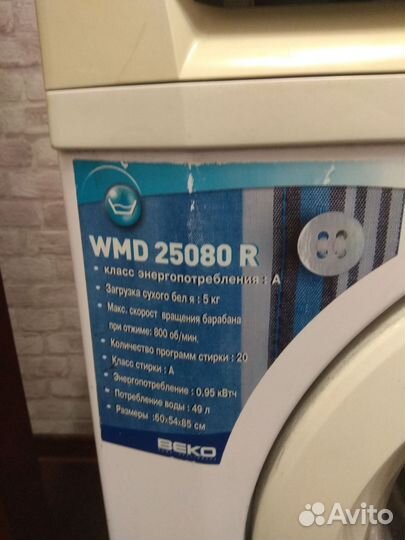 WMD 25080 R
• класс энергопотребления : А
• Загрузка сухого бел я : 5 кг
• Макс. скорост вращения барабана
при отжиме: 800 об/мин.
• Количество программ стирки : 20
• Класс стирки : А
• Энергопотребление : 0.95 кВтч
• Потребление воды : 49 л
• Размеры :60x54x85 см
BEKO
Avito